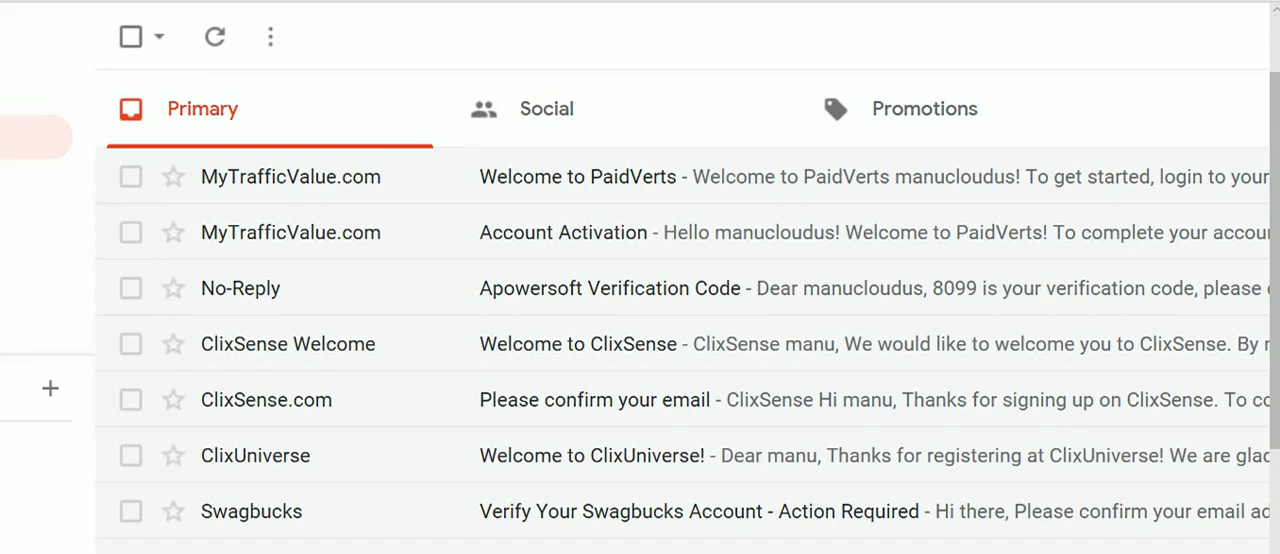 Primary Social Promotions
MyTrafficValue.com Welcome to PaidVerts - Welcome to PaidVerts manucloudus! To get started, login to your
MyTrafficValue.com Account Activation - Hello manucloudus! Welcome to PaidVerts! To complete your
No-Reply Apowersoft Verification Code - Dear manucloudus, 8099 is your verification code, please
ClixSense Welcome Welcome to ClixSense - ClixSense manu, We would like to welcome you to ClixSense. By
ClixSense.com Please confirm your email - ClixSense Hi manu, Thanks for signing up on ClixSense. To
ClixUniverse Welcome to ClixUniverse! - Dear manu, Thanks for registering at ClixUniverse! We are
Swagbucks Verify Your Swagbucks Account - Action Required - Hi there, Please confirm your email